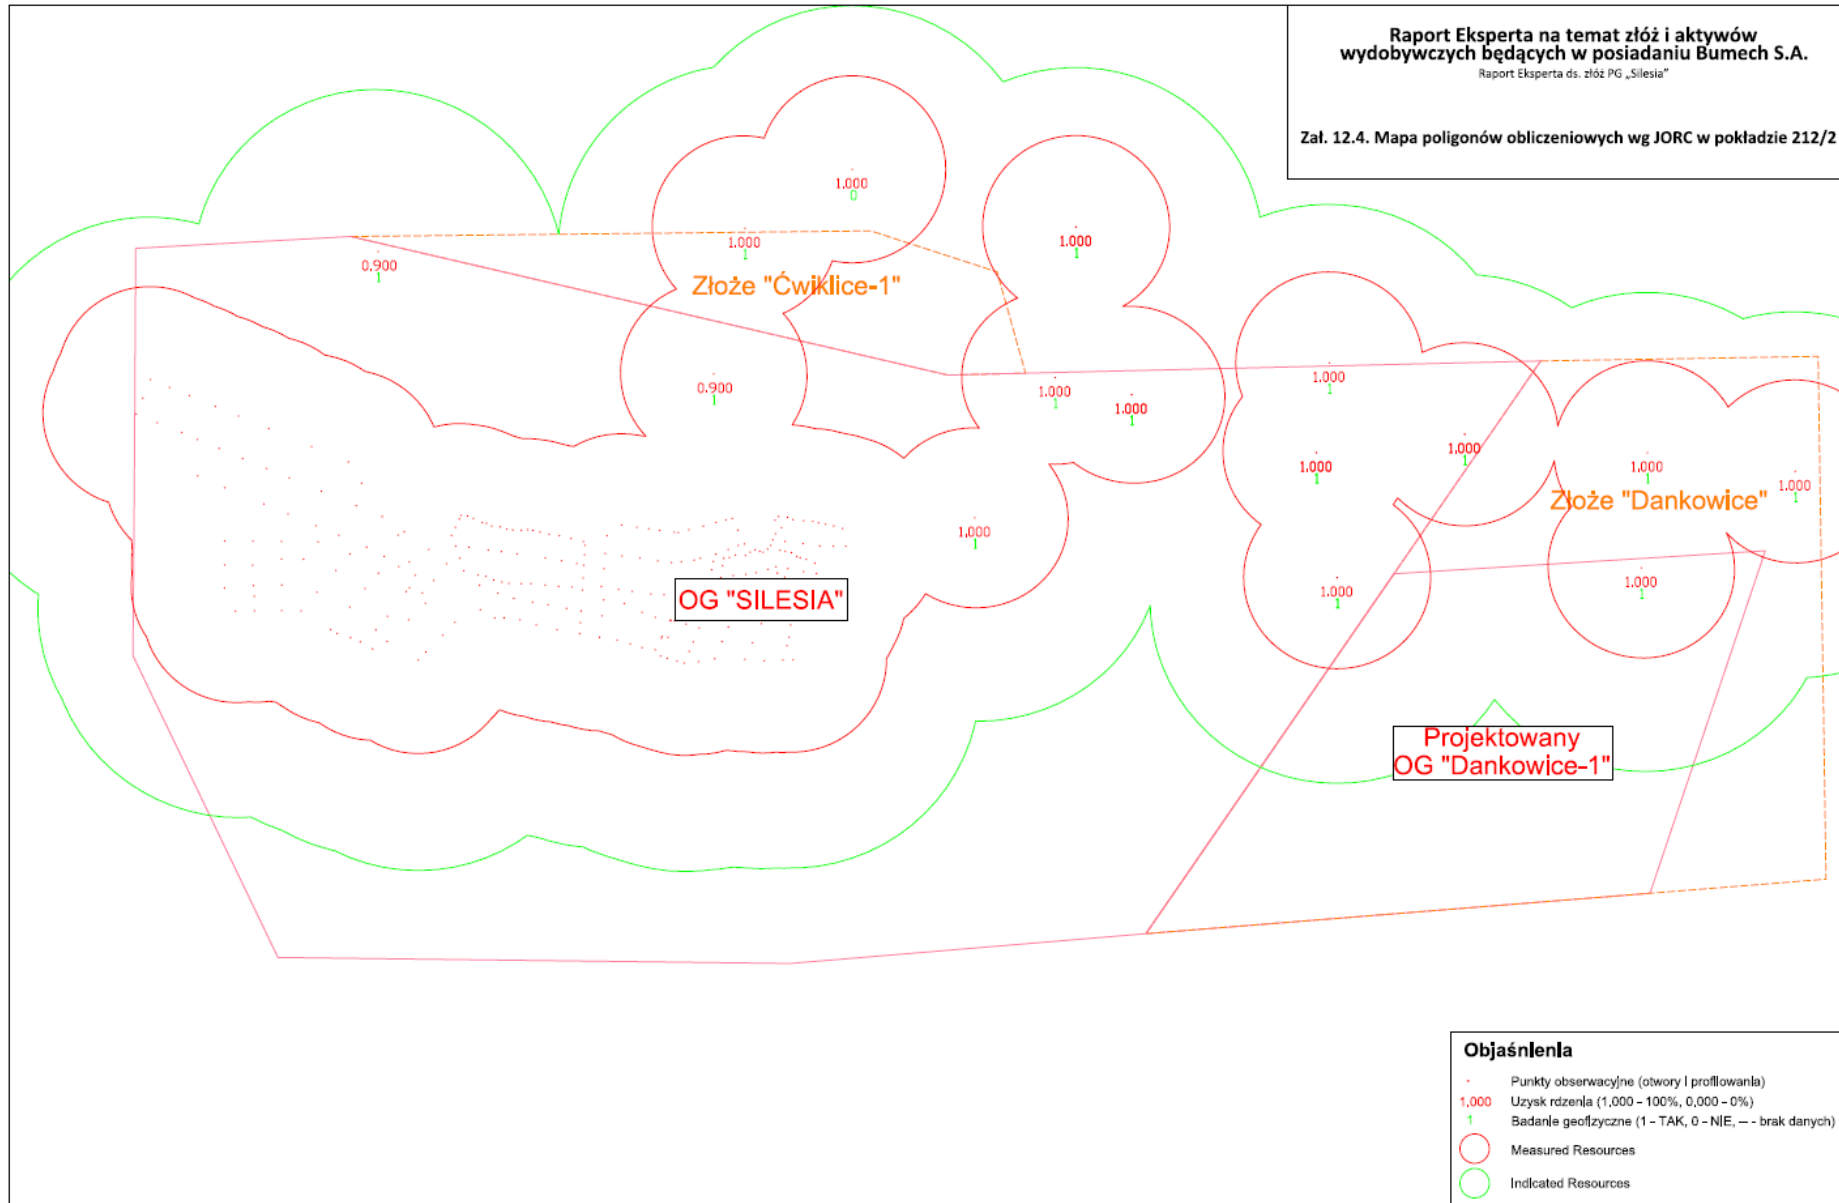 Raport Eksperta na temat złóż i aktywów
wydobywczych będących w posiadaniu Bumech S.A.
Raport Eksperta ds. złóż PG „Silesia”
Zał. 12.4. Mapa poligonów obliczeniowych wg JORC w pokładzie 212/2
1.000
0
1.000
1
1.000
1
0.900
1
Złoże "Ćwiklice-1"
0.900
1
1.000
1
1.000
1
1.000
1
1.000
1
1.000
1
1.000
1
1.000
1
Złoże "Dankowice"
1.000
1
1.000
1
1.000
1
OG "SILESIA"
Projektowany
OG "Dankowice-1"
Objaśnienia
Punkty obserwacyjne (otwory i profilowania)
1,000 Uzysk rdzenia (1,000 – 100%, 0,000 – 0%)
1 Badanie geofizyczne (1 – TAK, 0 – NIE, — - brak danych)
Measured Resources
Indicated Resources